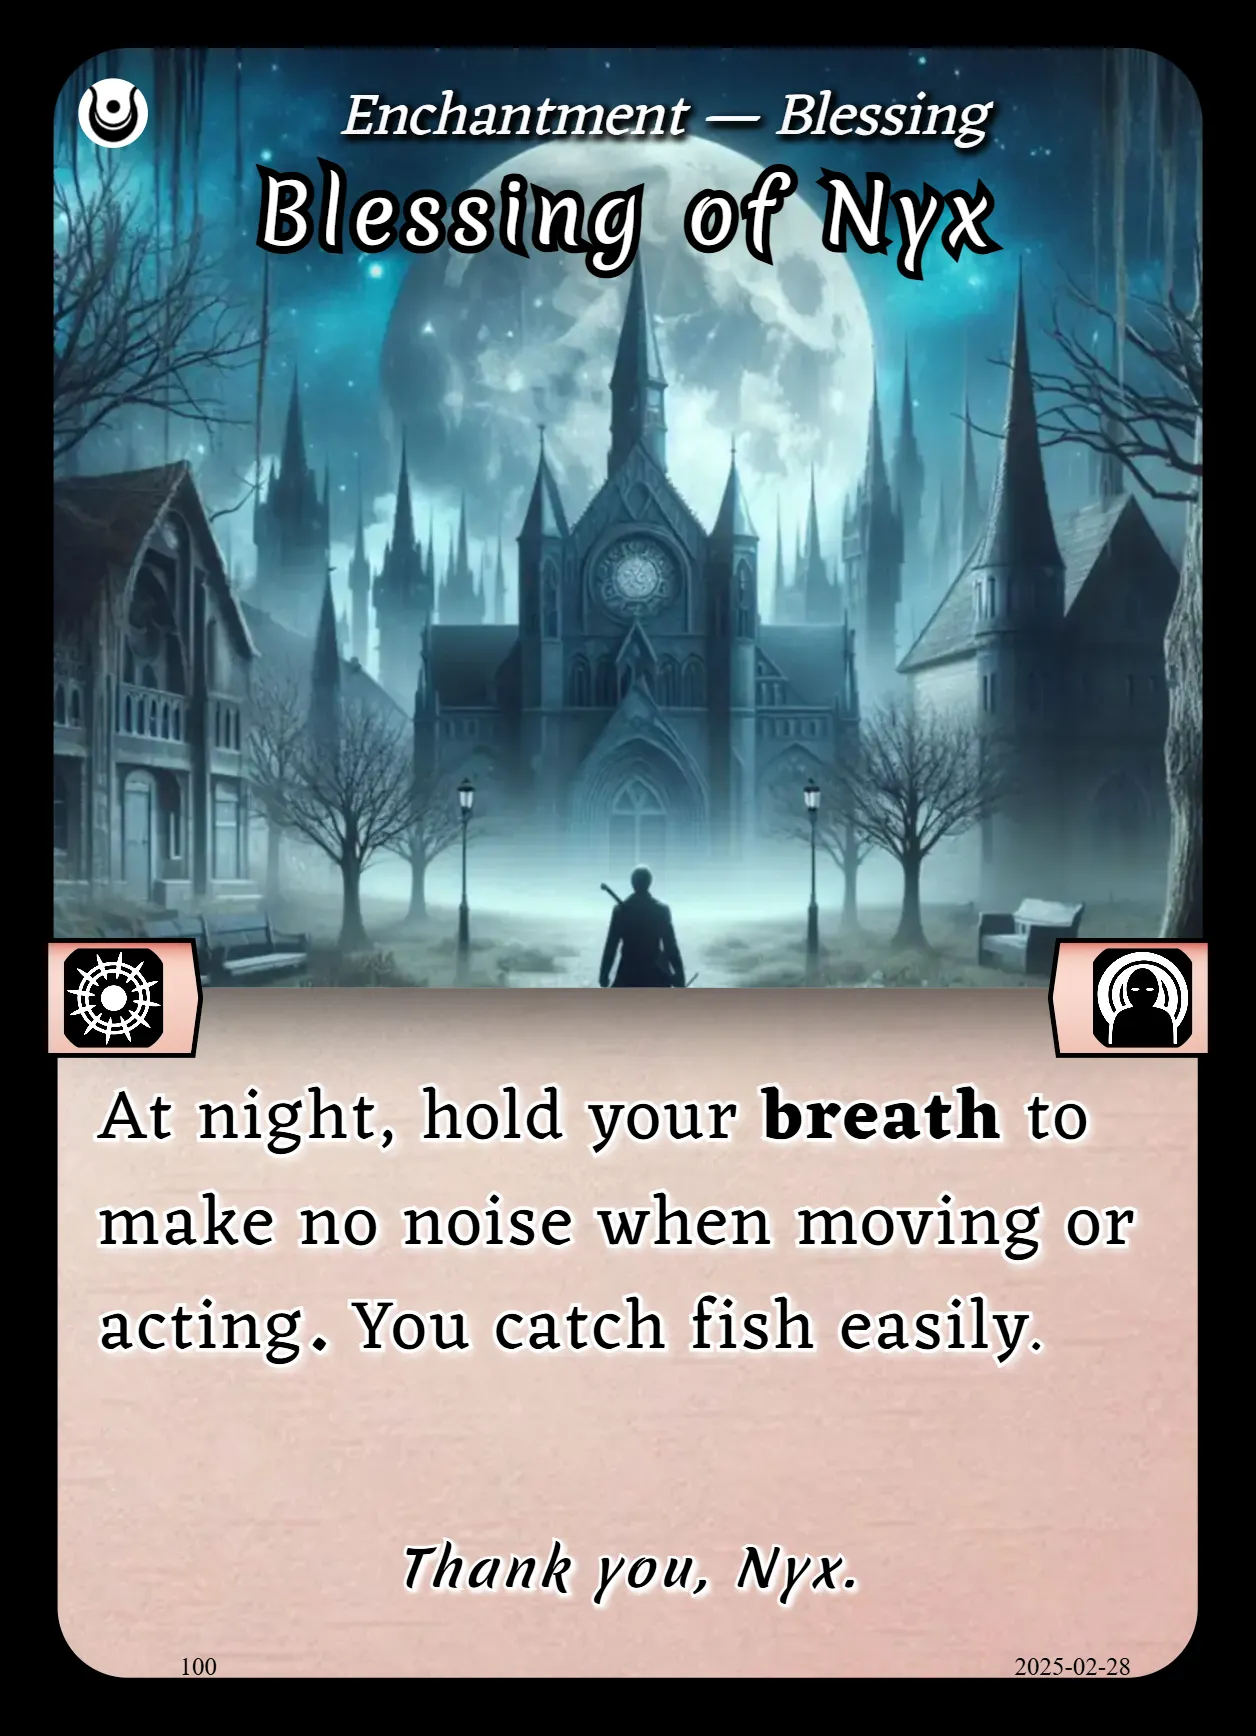 Enchantment — Blessing
Blessing of Nyx
At night, hold your breath to
make no noise when moving or
acting. You catch fish easily.
Thank you, Nyx.
100
2025-02-28